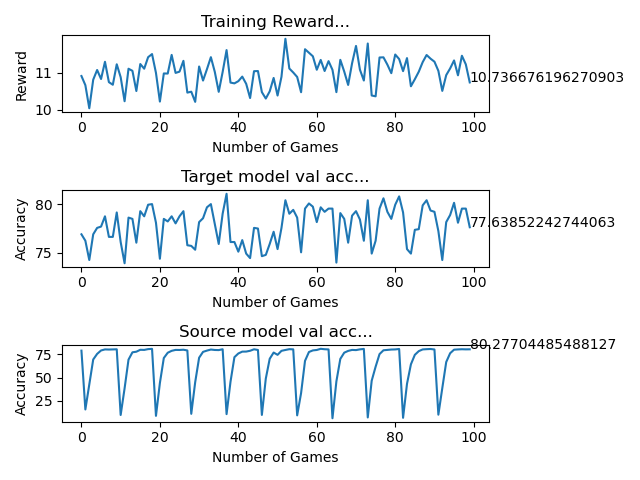 Training Reward...
Reward
11
10
10.736676196270903
0 20 40 60 80 100
Number of Games
Target model val acc...
Accuracy
80
75
77.63852242744063
0 20 40 60 80 100
Number of Games
Source model val acc...
Accuracy
75
50
25
80.27704485488127
0 20 40 60 80 100
Number of Games